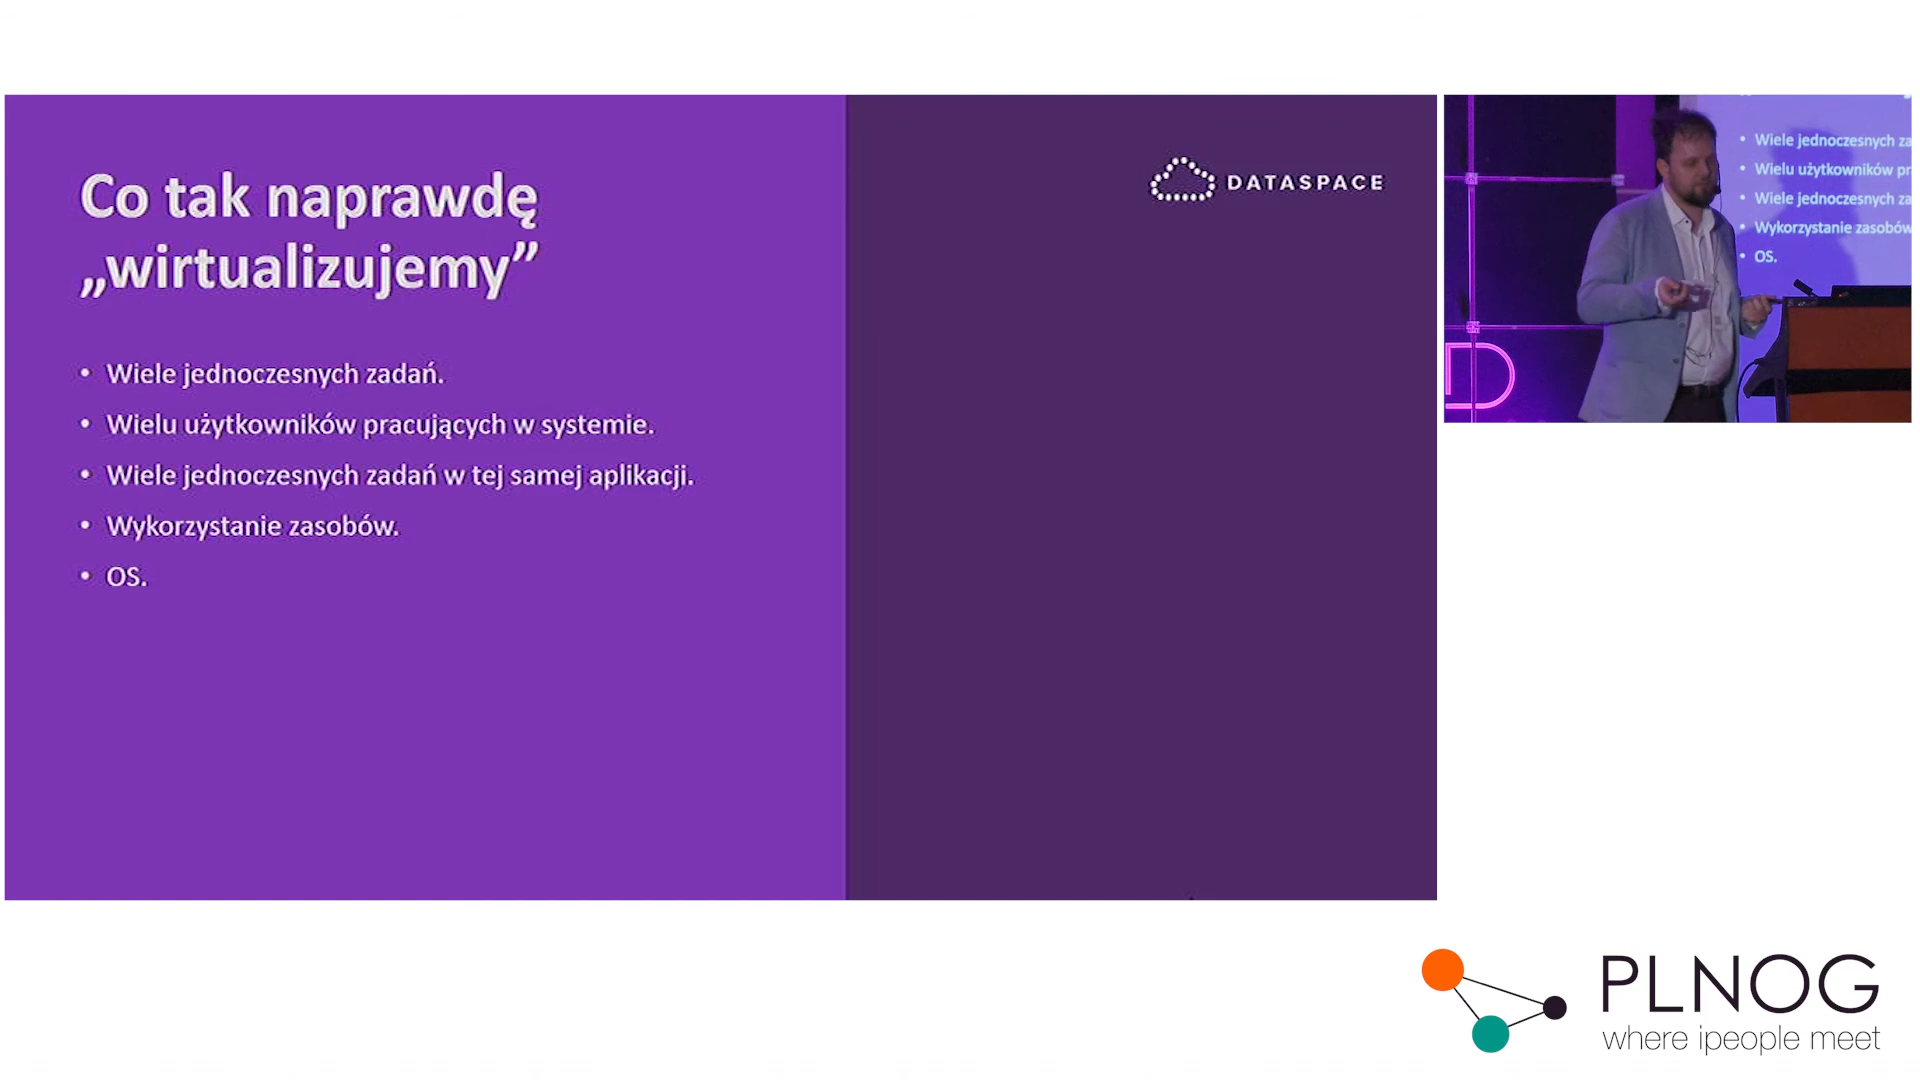 Co tak naprawdę
„wirtualizujemy”
• Wiele jednoczesnych zadań.
• Wielu użytkowników pracujących w systemie.
• Wiele jednoczesnych zadań w tej samej aplikacji.
• Wykorzystanie zasobów.
• OS.
DATASPACE
• Wiele jednoczesnych za
• Wielu użytkowników pr
• Wiele jednoczesnych za
• Wykorzystanie zasobów
• OS.
D
PLNOG
where ipeople meet